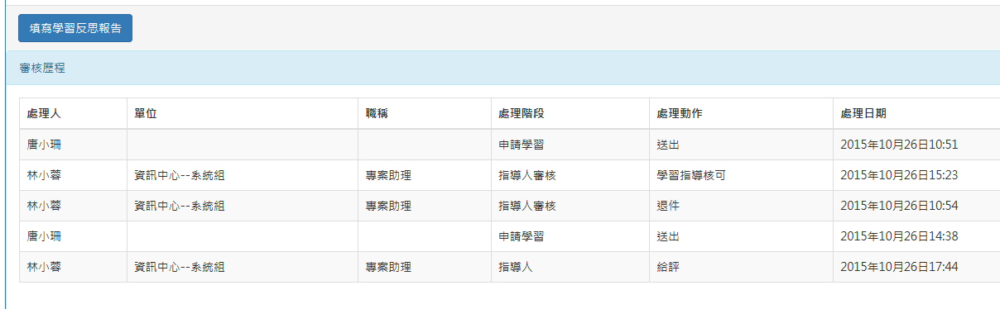 填寫學習反思報告
審核歷程
處理人 單位 職稱 處理階段 處理動作 處理日期
唐小珊 申請學習 送出 2015年10月26日10:51
林小蓉 資訊中心--系統組 專案助理 指導人審核 學習指導核可 2015年10月26日15:23
林小蓉 資訊中心--系統組 專案助理 指導人審核 退件 2015年10月26日10:54
唐小珊 申請學習 送出 2015年10月26日14:38
林小蓉 資訊中心--系統組 專案助理 指導人 給評 2015年10月26日17:44